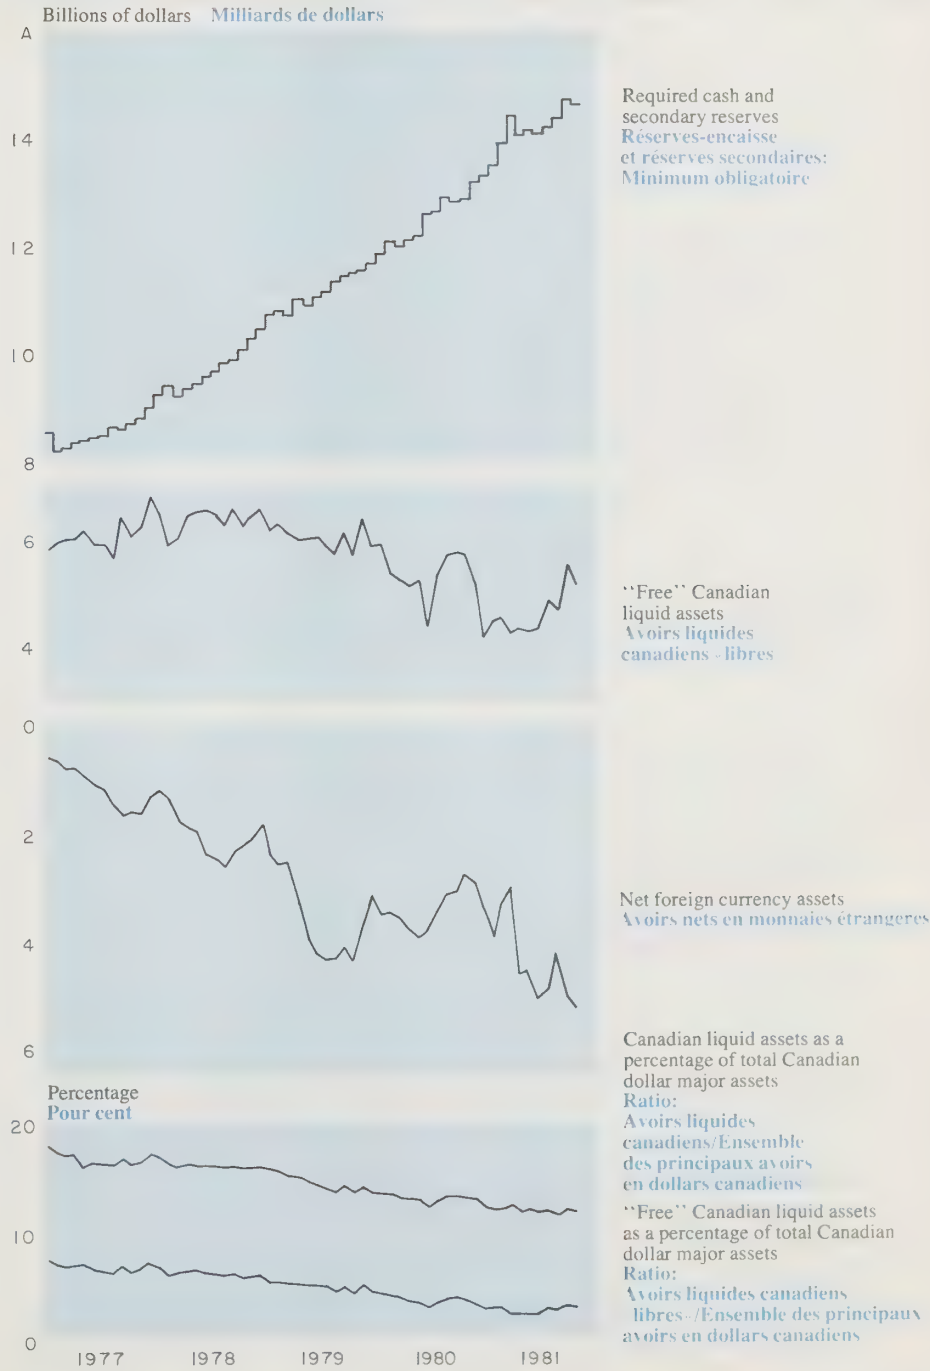 Billions of dollars Milliards de dollars
A
14
12
10
8
Required cash and
secondary reserves
Réserves-encaisse
et réserves secondaires:
Minimum obligatoire
6
4
"Free" Canadian
liquid assets
Avoirs liquides
canadiens - libres
0
2
4
6
Net foreign currency assets
Avoirs nets en monnaies étrangeres
Percentage
Pour cent
20
10
0
Canadian liquid assets as a
percentage of total Canadian
dollar major assets
Ratio:
Avoirs liquides
canadiens/Ensemble
des principaux avoirs
en dollars canadiens
"Free" Canadian liquid assets
as a percentage of total Canadian
dollar major assets
Ratio:
Avoirs liquides canadiens
libres-/Ensemble des principaux
avoirs en dollars canadiens
1977 1978 1979 1980 1981